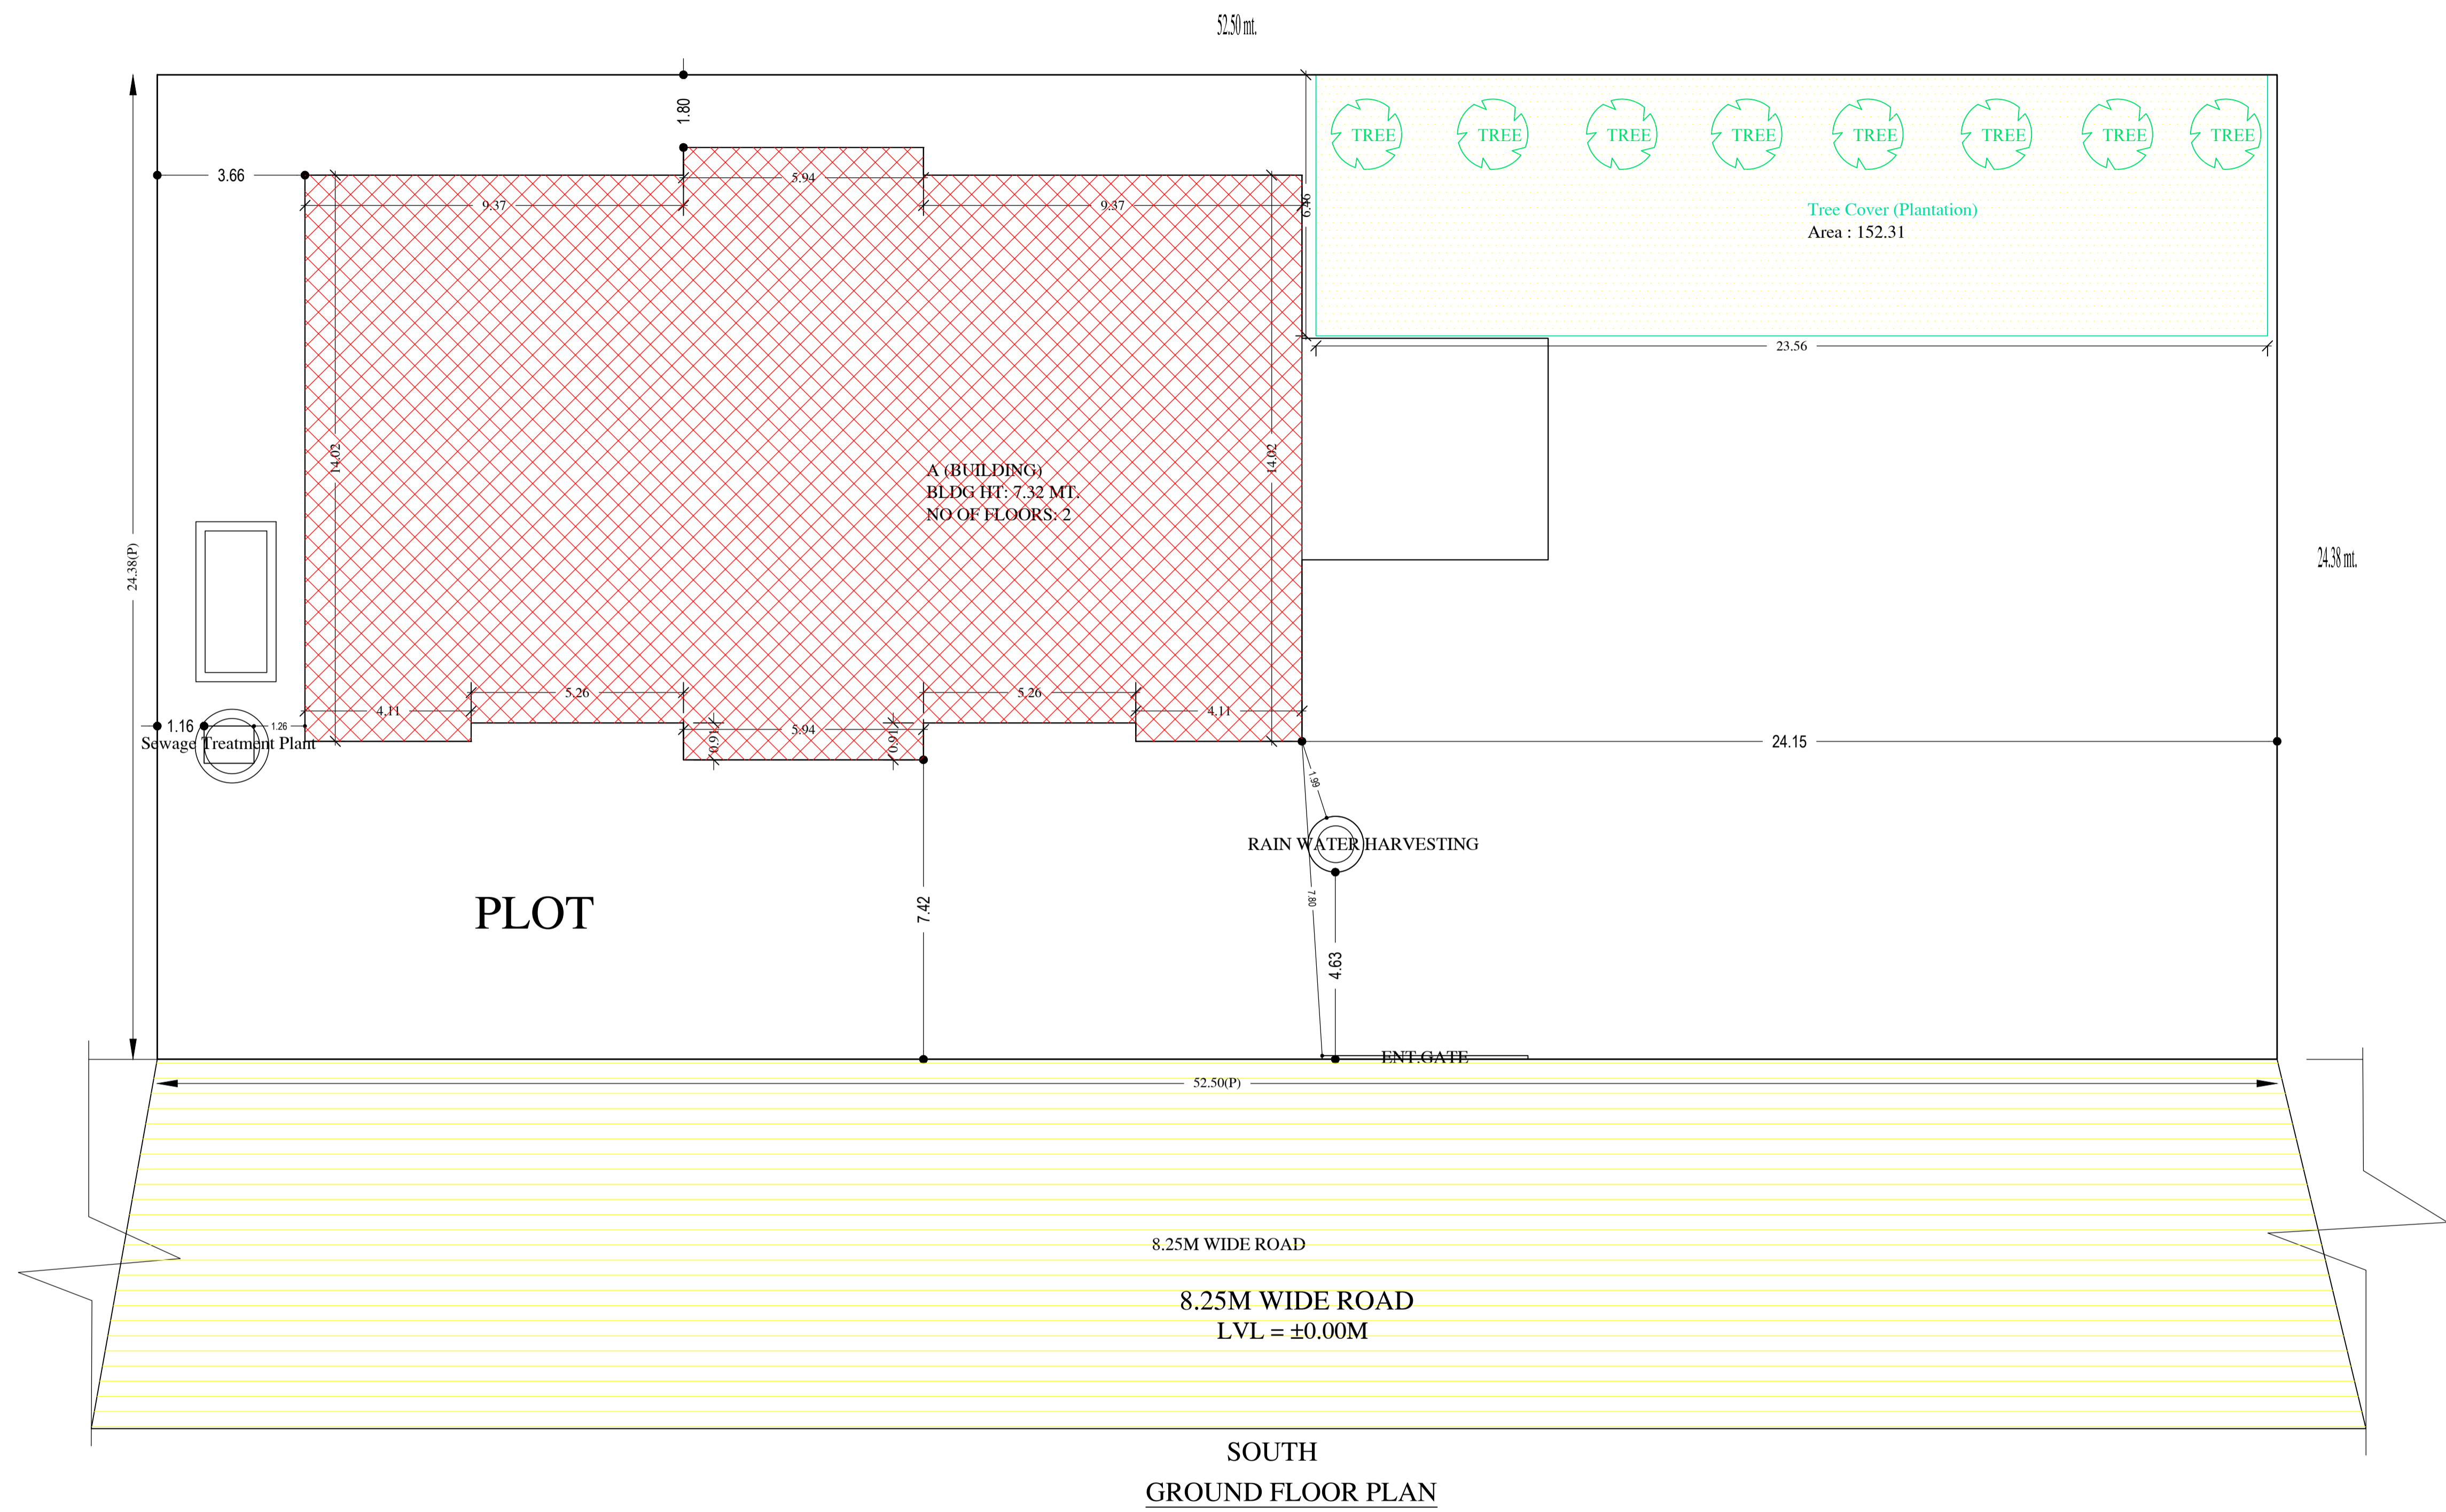 52.50 mt.
1.80
TREE TREE TREE TREE TREE TREE TREE TREE
3.66
5.94
9.37
9.37
6.46
Tree Cover (Plantation)
Area : 152.31
23.56
14.02
14.02
A (BUILDING)
BLDG HT: 7.32 MT.
NO OF FLOORS: 2
24.38(P)
24.38 mt.
5.26
5.26
4.11
4.11
1.16
1.26
5.94
0.91
0.91
Sewage Treatment Plant
24.15
1.99
RAIN WATER HARVESTING
7.80
PLOT
7.42
4.63
ENT.GATE
52.50(P)
8.25M WIDE ROAD
8.25M WIDE ROAD
LVL = ±0.00M
SOUTH
GROUND FLOOR PLAN